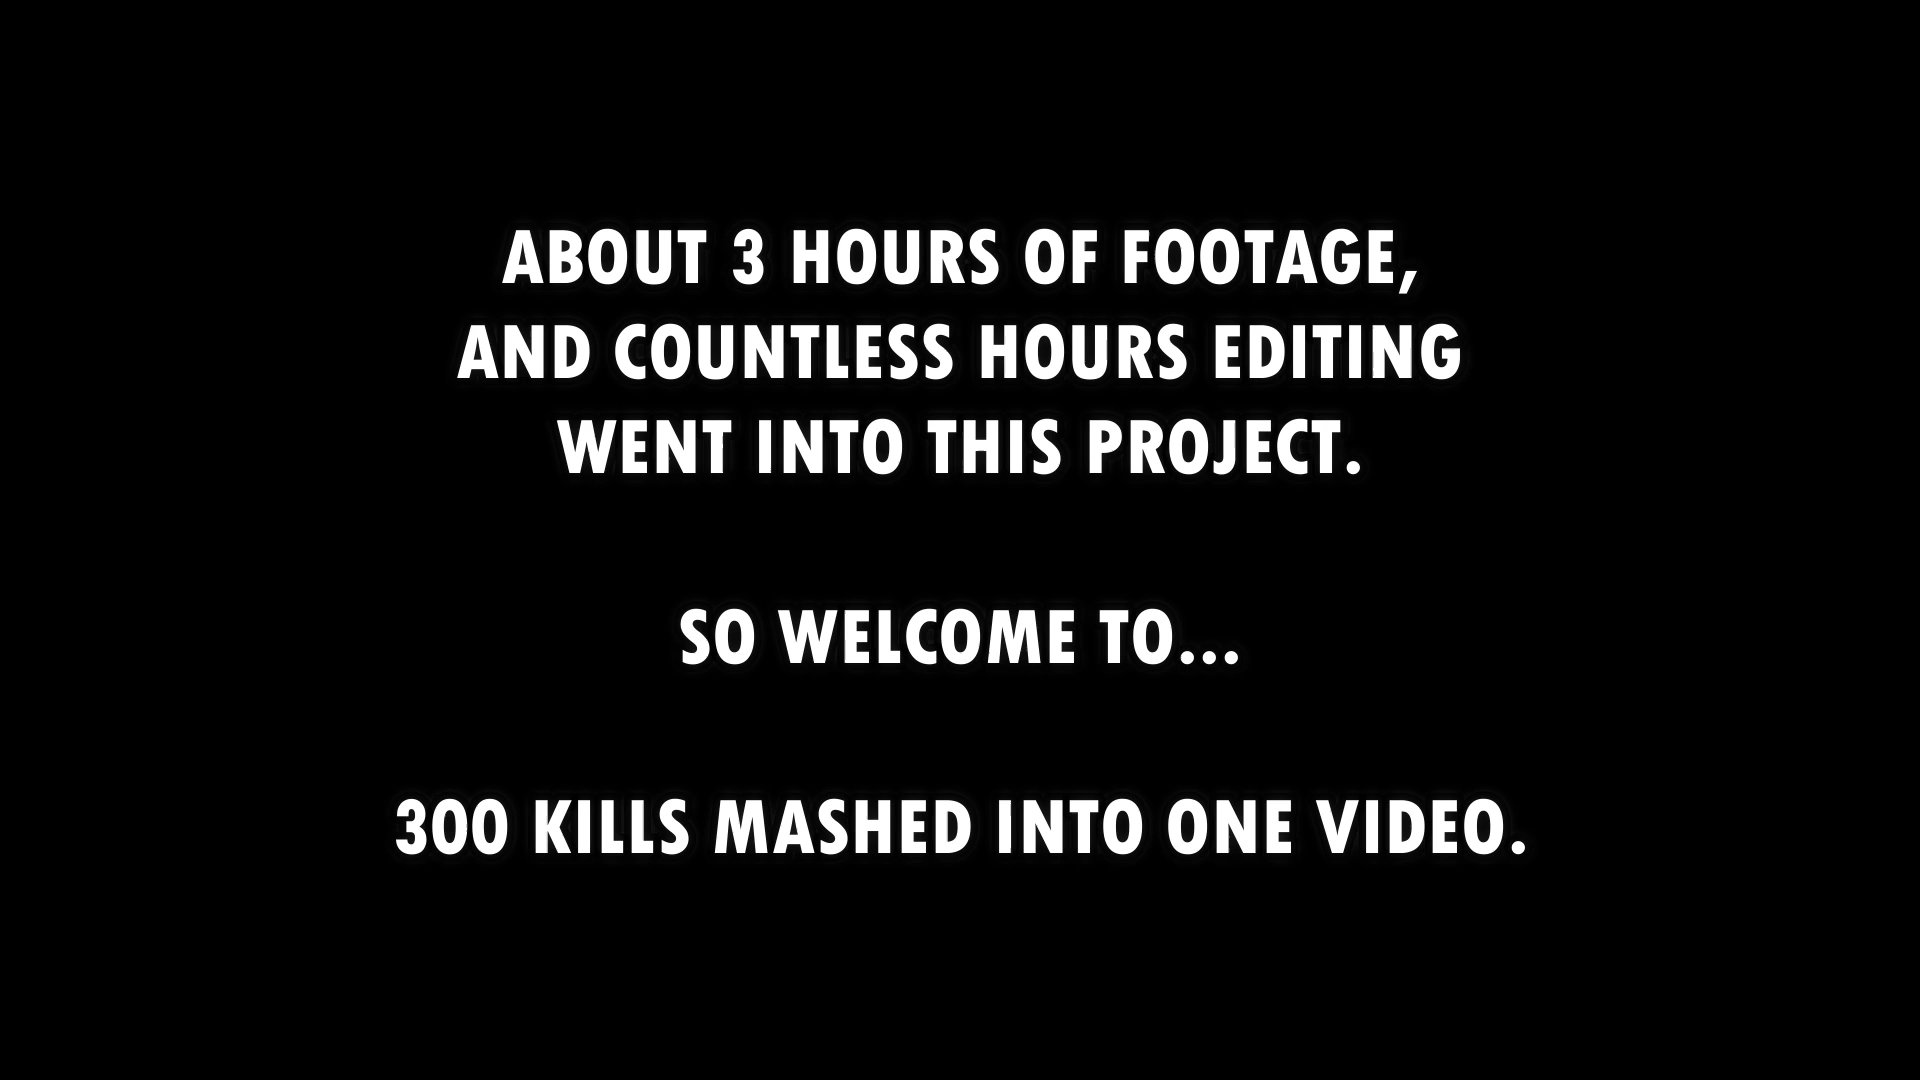 ABOUT 3 HOURS OF FOOTAGE,
AND COUNTLESS HOURS EDITING
WENT INTO THIS PROJECT.
SO WELCOME TO...
300 KILLS MASHED INTO ONE VIDEO.